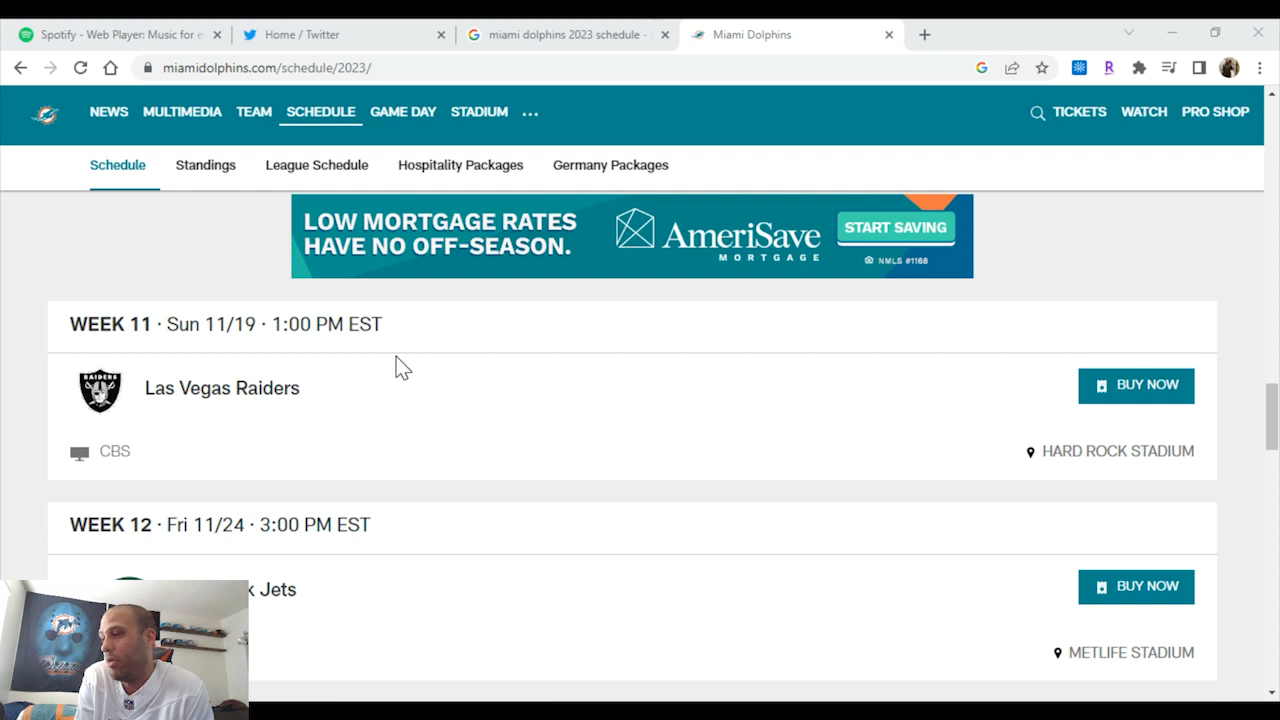 Spotify - Web Player: Music for e
Home / Twitter
miami dolphins 2023 schedule -
Miami Dolphins
miamidolphins.com/schedule/2023/
NEWS MULTIMEDIA TEAM SCHEDULE GAME DAY STADIUM ...
TICKETS WATCH PRO SHOP
Schedule Standings League Schedule Hospitality Packages Germany Packages
LOW MORTGAGE RATES
HAVE NO OFF-SEASON.
AmeriSave
MORTGAGE
START SAVING
NMLS #1168
WEEK 11 · Sun 11/19 · 1:00 PM EST
RAIDERS
Las Vegas Raiders
BUY NOW
CBS
HARD ROCK STADIUM
WEEK 12 · Fri 11/24 · 3:00 PM EST
k Jets
BUY NOW
METLIFE STADIUM